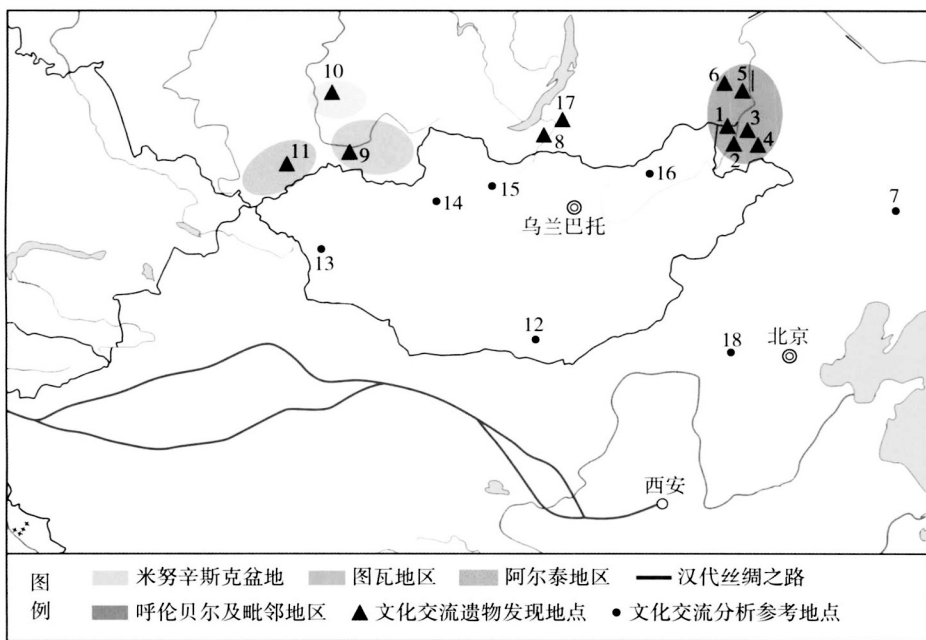 10
6
5
17
1
3
11
9
8
2
4
14
15
16
7
乌兰巴托
13
12
18
北京
西安
图例
米努辛斯克盆地
图瓦地区
阿尔泰地区
汉代丝绸之路
呼伦贝尔及毗邻地区
文化交流遗物发现地点
文化交流分析参考地点